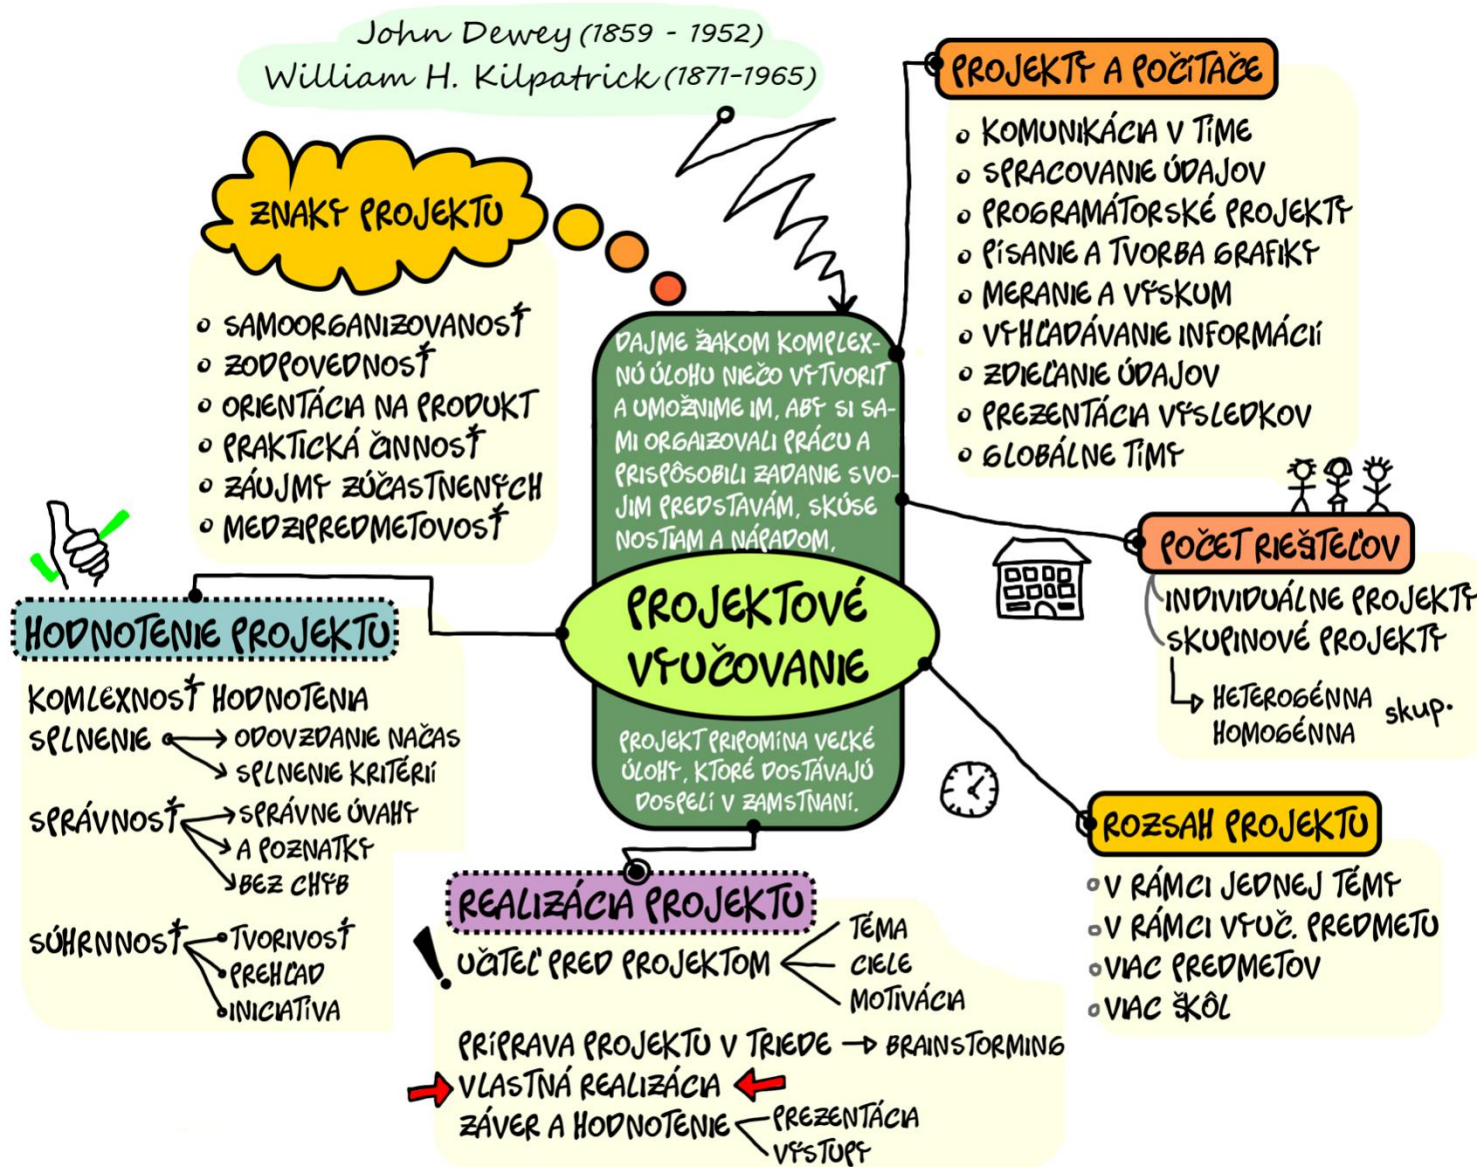 John Dewey (1859 - 1952)
William H. Kilpatrick (1871-1965)
ZNAKY PROJEKTU
SAMOORGANIZOVANOSŤ
ZODPOVEDNOSŤ
ORIENTÁCIA NA PRODUKT
PRAKTICKÁ ČINNOSŤ
ZÁUJMY ZÚČASTNENÝCH
MEDZIPREDMETOVOSŤ
PROJEKTY A POČÍTAČE
KOMUNIKÁCIA V TÍME
SPRACOVANIE ÚDAJOV
PROGRAMÁTORSKÉ PROJEKTY
PÍSANIE A TVORBA GRAFIKY
MERANIE A VÝSKUM
VYHĽADÁVANIE INFORMÁCIÍ
ZDIEĽANIE ÚDAJOV
PREZENTÁCIA VÝSLEDKOV
GLOBÁLNE TÍMY
DAJME ŽIAKOM KOMPLEX-
NÚ ÚLOHU NIEČO VYTVORIŤ
A UMOŽNIME IM, ABY SI SA-
MI ORGAIZOVALI PRÁCU A
PRISPÔSOBILI ZADANIE SVO-
JIM PREDSTAVÁM, SKÚSE
NOSTIAM A NÁPADOM.
PROJEKTOVÉ
VYUČOVANIE
PROJEKT PRIPOMÍNA VEĽKÉ
ÚLOHY, KTORÉ DOSTÁVAJÚ
DOSPELÍ V ZAMSTNANÍ.
POČET RIEŠITEĽOV
INDIVIDUÁLNE PROJEKTY
SKUPINOVÉ PROJEKTY
HETEROGÉNNA
HOMOGÉNNA
skup.
HODNOTENIE PROJEKTU
KOMLEXNOSŤ HODNOTENIA
SPLNENIE
ODOVZDANIE NAČAS
SPLNENIE KRITÉRIÍ
SPRÁVNOSŤ
SPRÁVNE ÚVAHY
A POZNATKY
BEZ CHÝB
SÚHRNNOSŤ
TVORIVOSŤ
PREHĽAD
INICIATÍVA
ROZSAH PROJEKTU
V RÁMCI JEDNEJ TÉMY
V RÁMCI VYUČ. PREDMETU
VIAC PREDMETOV
VIAC ŠKÔL
REALIZÁCIA PROJEKTU
! UČITEĽ PRED PROJEKTOM
TÉMA
CIELE
MOTIVÁCIA
PRÍPRAVA PROJEKTU V TRIEDE → BRAINSTORMING
VLASTNÁ REALIZÁCIA
ZÁVER A HODNOTENIE
PREZENTÁCIA
VÝSTUPY